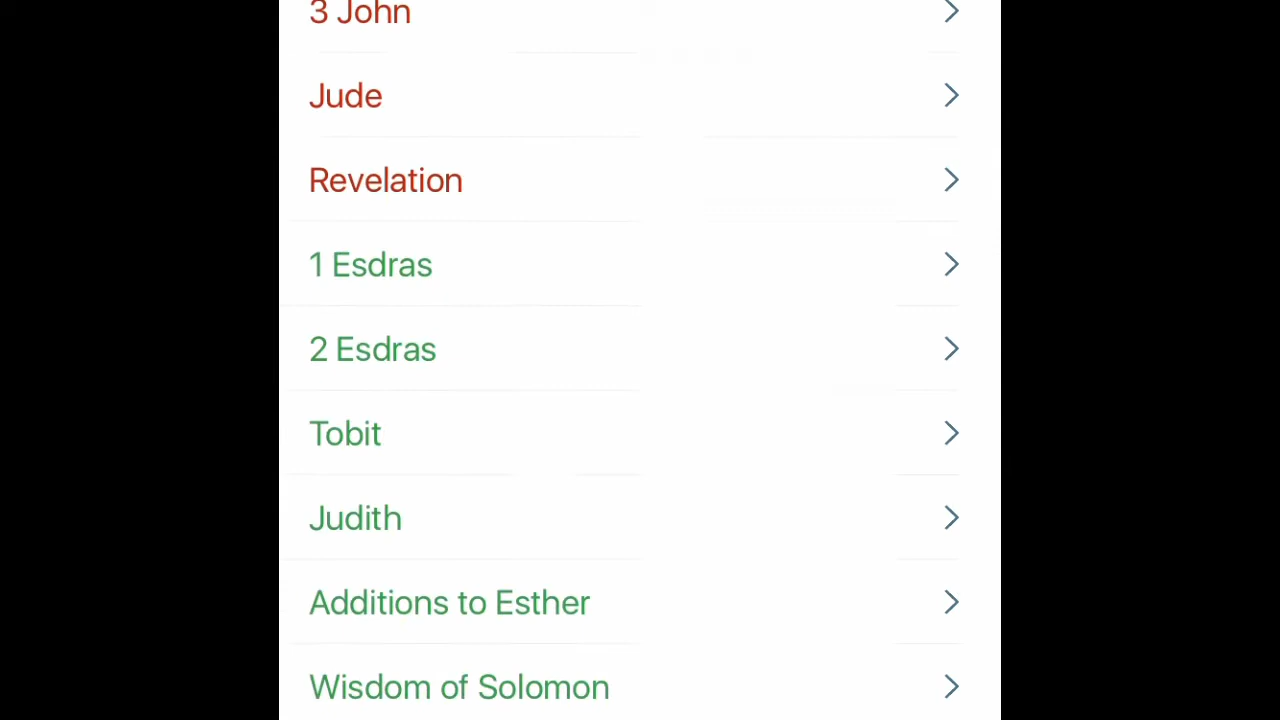 3 John
Jude
Revelation
1 Esdras
2 Esdras
Tobit
Judith
Additions to Esther
Wisdom of Solomon